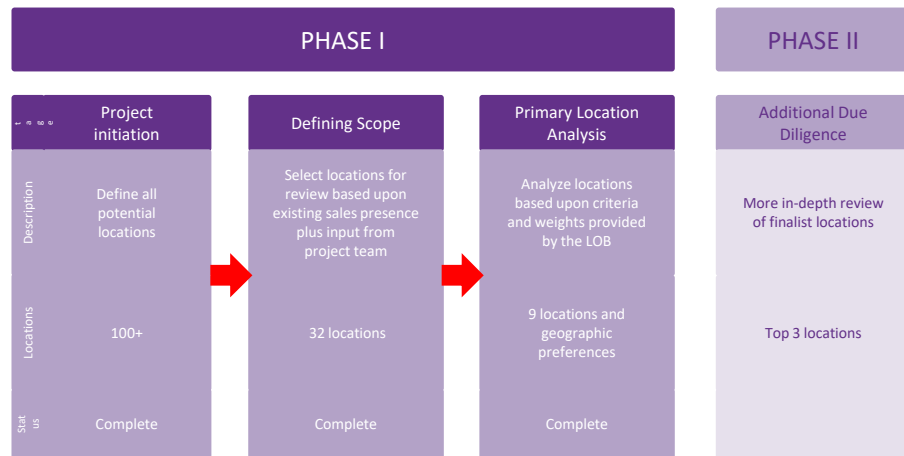 PHASE I
PHASE II
t a g e
Project
initiation
Defining Scope
Primary Location
Analysis
Additional Due
Diligence
Description
Define all
potential
locations
Select locations for
review based upon
existing sales presence
plus input from
project team
Analyze locations
based upon criteria
and weights provided
by the LOB
More in-depth review
of finalist locations
Locations
100+
32 locations
9 locations and
geographic
preferences
Top 3 locations
Stat
us
Complete
Complete
Complete